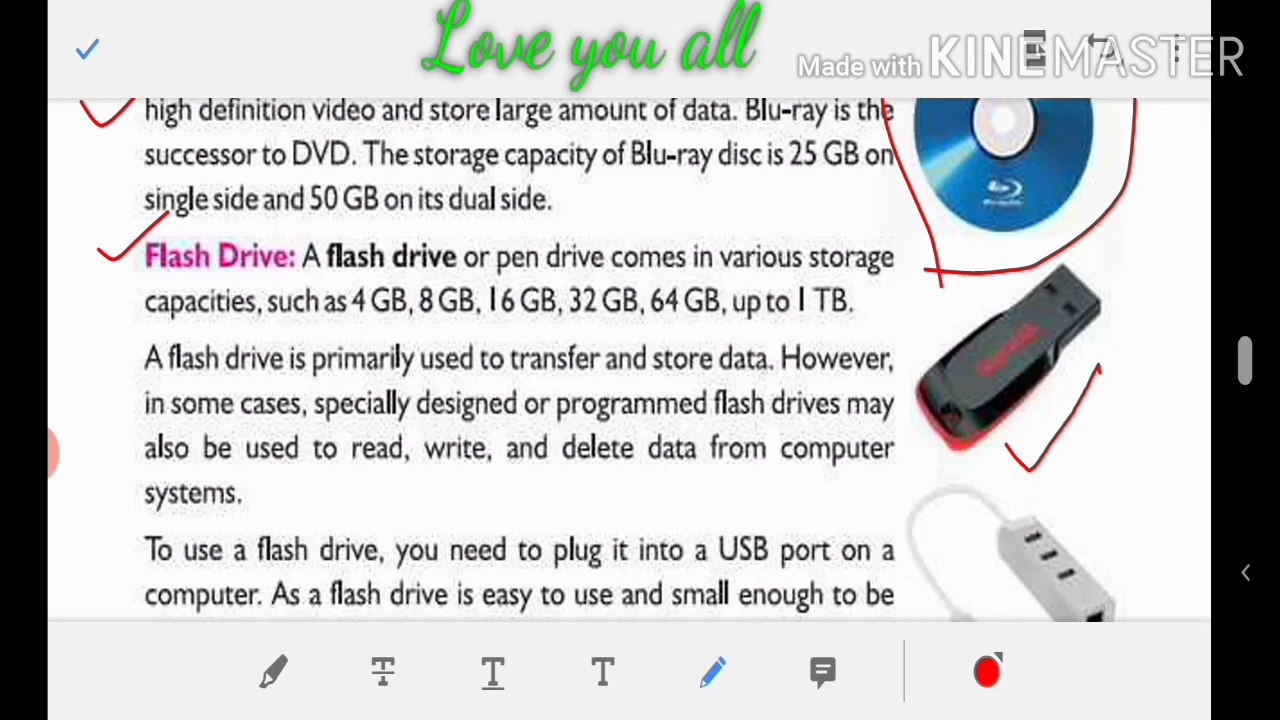 Love you all
Made with KINEMASTER
high definition video and store large amount of data. Blu-ray is the
successor to DVD. The storage capacity of Blu-ray disc is 25 GB on
single side and 50 GB on its dual side.
Flash Drive: A flash drive or pen drive comes in various storage
capacities, such as 4 GB, 8 GB, 16 GB, 32 GB, 64 GB, up to 1 TB.
A flash drive is primarily used to transfer and store data. However,
in some cases, specially designed or programmed flash drives may
also be used to read, write, and delete data from computer
systems.
To use a flash drive, you need to plug it into a USB port on a
computer. As a flash drive is easy to use and small enough to be